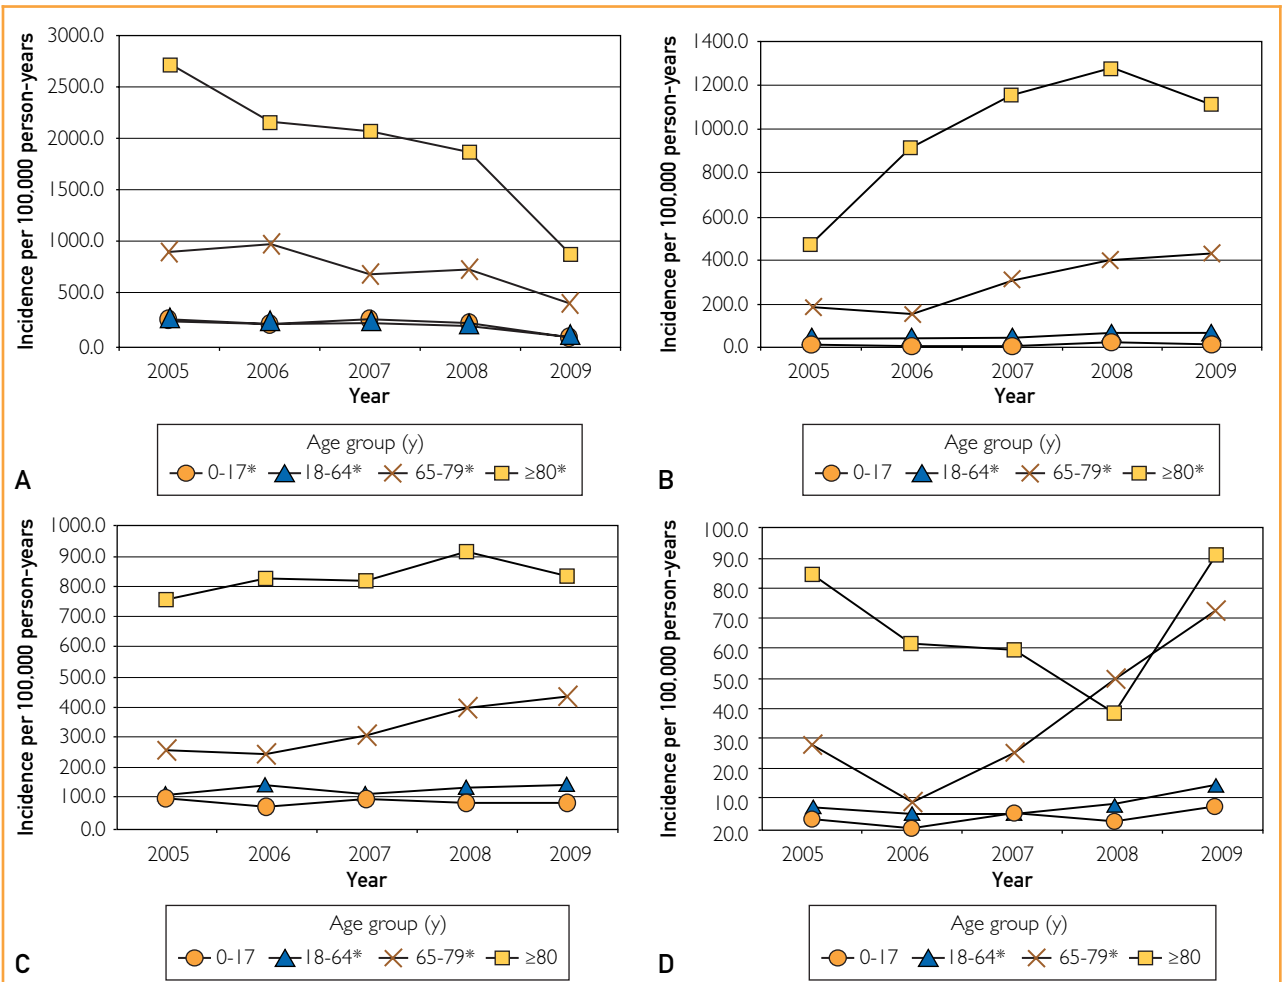 Incidence per 100,000 person-years
3000.0
2500.0
2000.0
1500.0
1000.0
500.0
0.0
2005 2006 2007 2008 2009
Year
Age group (y)
0-17* 18-64* 65-79* ≥80*
A
Incidence per 100,000 person-years
1400.0
1200.0
1000.0
800.0
600.0
400.0
200.0
0.0
2005 2006 2007 2008 2009
Year
Age group (y)
0-17 18-64* 65-79* ≥80*
B
Incidence per 100,000 person-years
1000.0
900.0
800.0
700.0
600.0
500.0
400.0
300.0
200.0
100.0
0.0
2005 2006 2007 2008 2009
Year
Age group (y)
0-17 18-64* 65-79* ≥80
C
Incidence per 100,000 person-years
100.0
90.0
80.0
70.0
60.0
50.0
40.0
30.0
20.0
10.0
20.0
2005 2006 2007 2008 2009
Year
Age group (y)
0-17 18-64* 65-79* ≥80
D